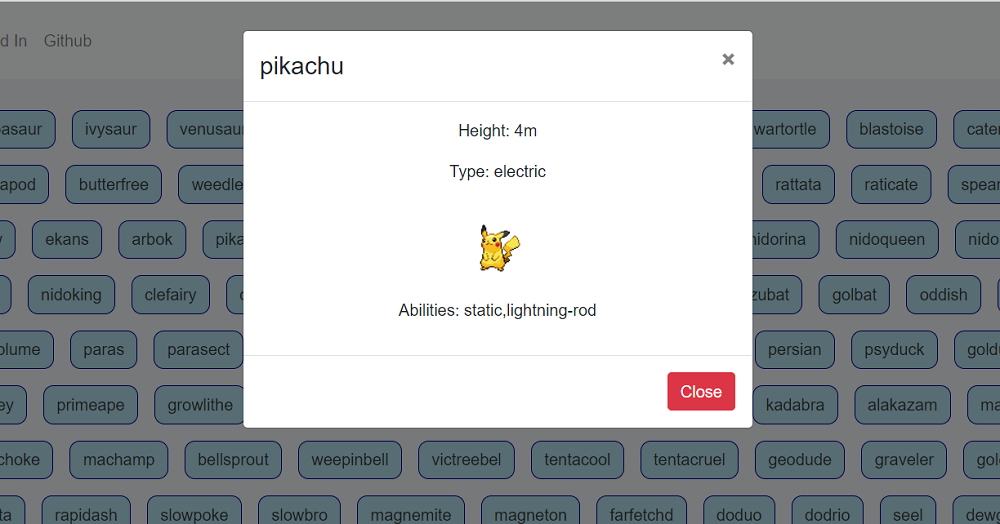 d In Github
pikachu ×
asaur ivysaur venusau wartortle blastoise cater
Height: 4m
Type: electric
apod butterfree weedle rattata raticate spear
ekans arbok pika nidorina nidoqueen nido
nidoking clefairy zubat golbat oddish
Abilities: static,lightning-rod
plume paras parasect persian psyduck gold
Close
ey primeape growlithe kadabra alakazam ma
choke machamp bellsprout weepinbell victreebel tentacool tentacruel geodude graveler gol
ta rapidash slowpoke slowbro magnemite magneton farfetchd doduo dodrio seel dewg